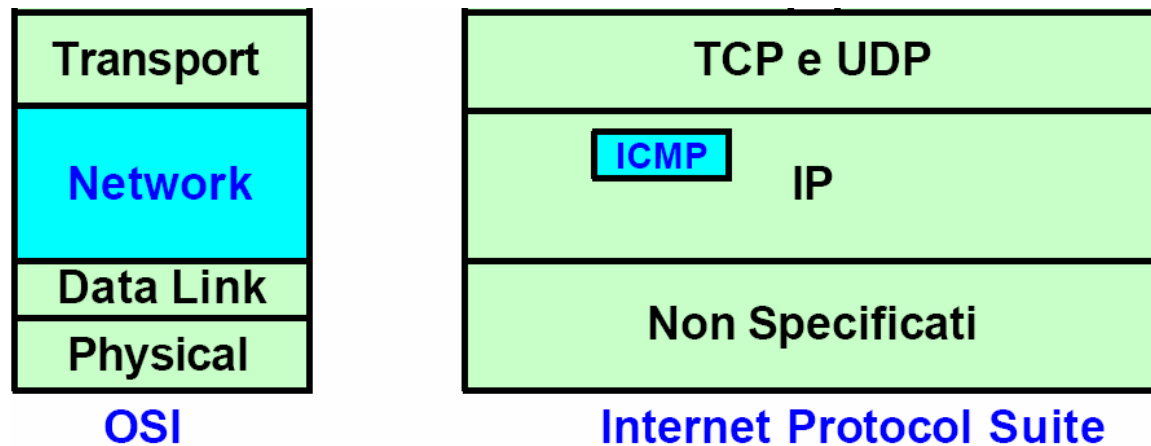 Transport
Network
Data Link
Physical
OSI
TCP e UDP
ICMP
IP
Non Specificati
Internet Protocol Suite